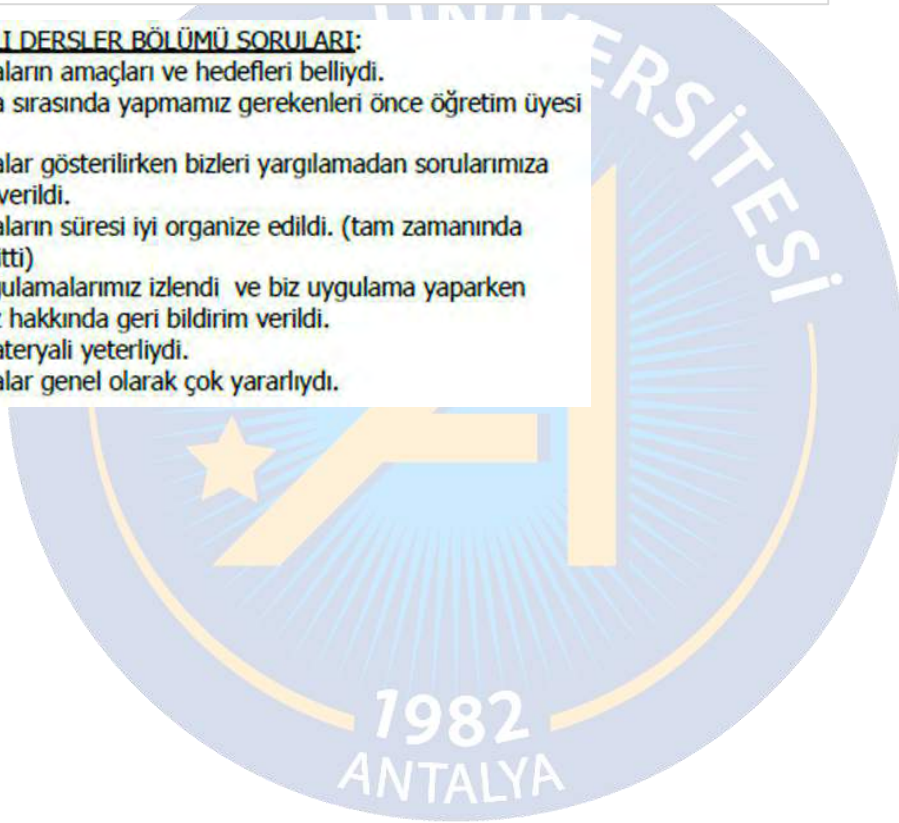 UNIVERSİTESİ
I DERSLER BÖLÜMÜ SORULARI:
aların amaçları ve hedefleri belliydi.
a sırasında yapmamız gerekenleri önce öğretim üyesi
alar gösterilirken bizleri yargılamadan sorularımıza
verildi.
aların süresi iyi organize edildi. (tam zamanında
itti)
gulamalarımız izlendi ve biz uygulama yaparken
z hakkında geri bildirim verildi.
ateryali yeterliydi.
alar genel olarak çok yararlıydı.
1982
ANTALYA